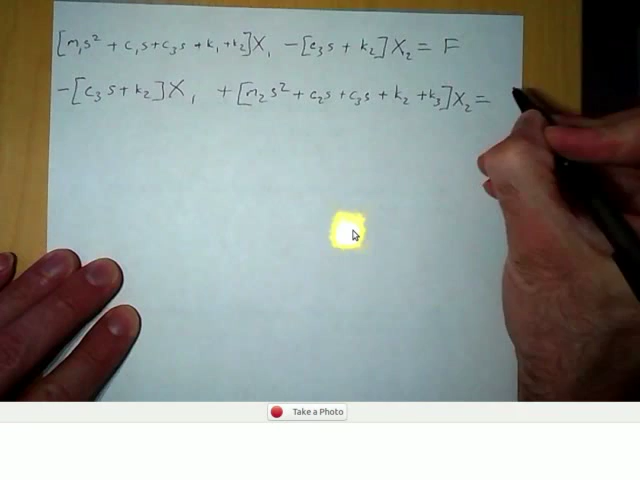 [m₁s² + c₁s + c₃s + k₁ + k₂]X₁ - [c₃s + k₂]X₂ = F
- [c₃s + k₂]X₁ + [m₂s² + c₂s + c₃s + k₂ + k₃]X₂ =
Take a Photo